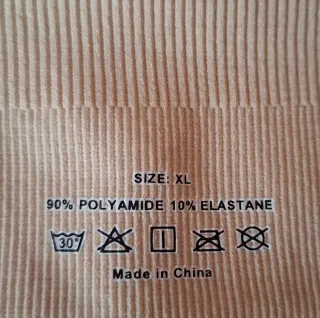 SIZE: XL
90% POLYAMIDE 10% ELASTANE
30°
Made in China